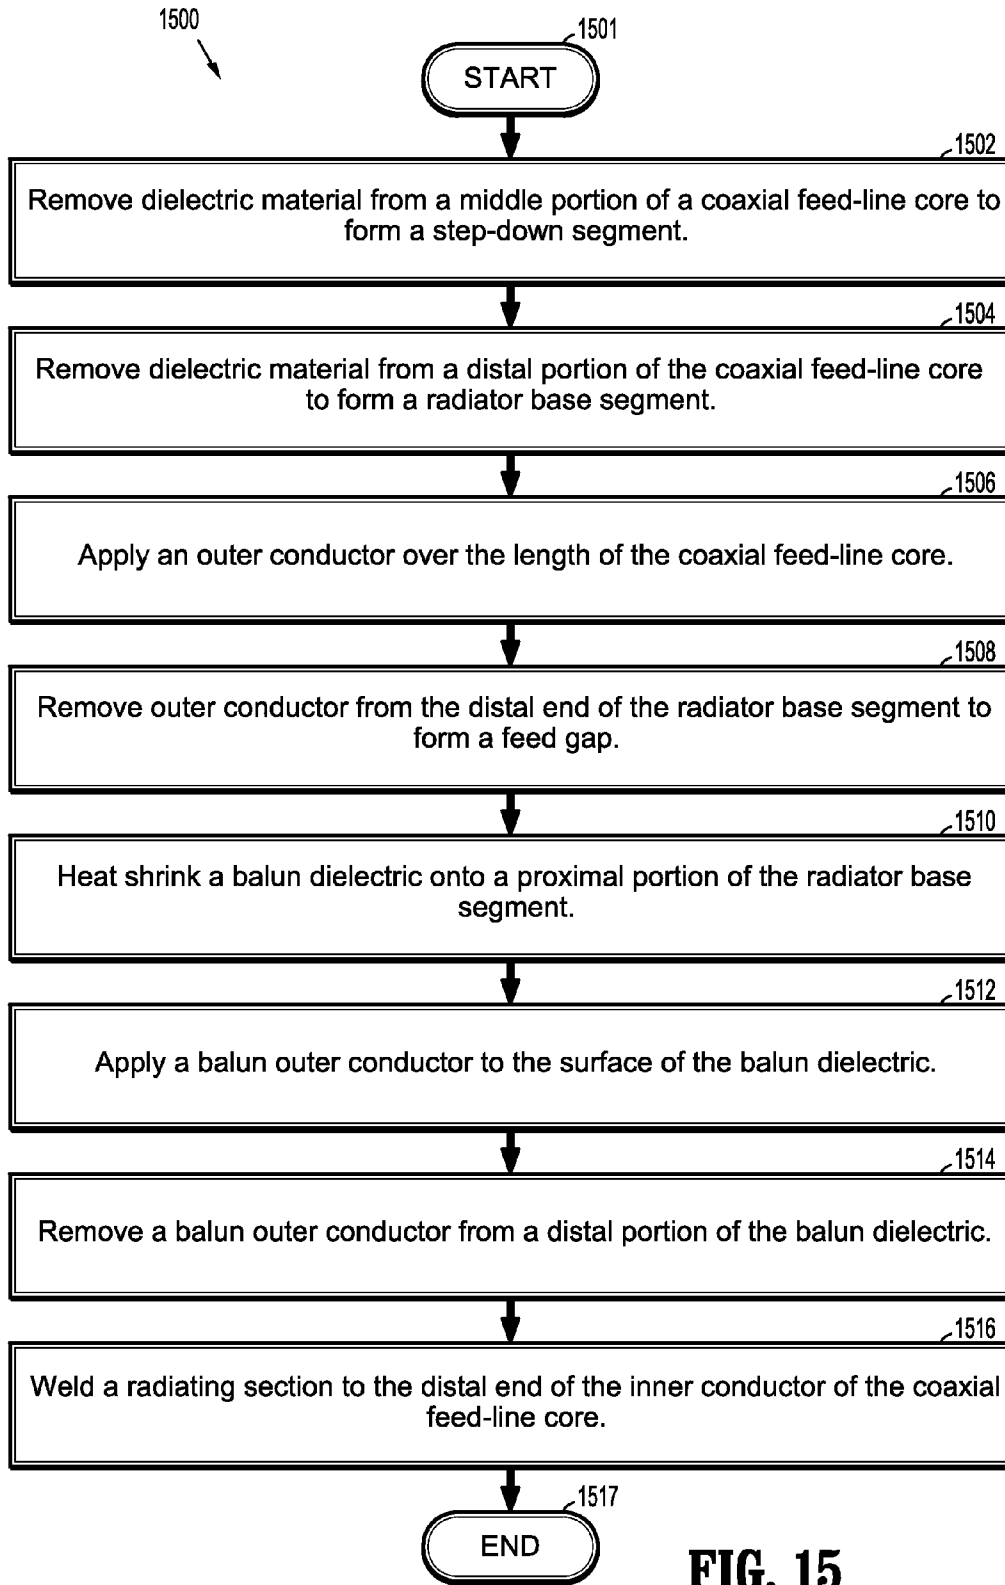 1500
1501
START
1502
Remove dielectric material from a middle portion of a coaxial feed-line core to
form a step-down segment.
1504
Remove dielectric material from a distal portion of the coaxial feed-line core
to form a radiator base segment.
1506
Apply an outer conductor over the length of the coaxial feed-line core.
1508
Remove outer conductor from the distal end of the radiator base segment to
form a feed gap.
1510
Heat shrink a balun dielectric onto a proximal portion of the radiator base
segment.
1512
Apply a balun outer conductor to the surface of the balun dielectric.
1514
Remove a balun outer conductor from a distal portion of the balun dielectric.
1516
Weld a radiating section to the distal end of the inner conductor of the coaxial
feed-line core.
1517
END
FIG. 15